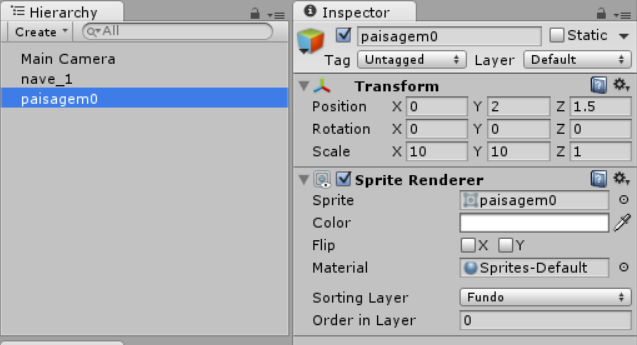 Hierarchy
Create
All
Main Camera
nave_1
paisagem0
Inspector
paisagem0
Static
Tag Untagged Layer Default
Transform
Position X 0 Y 2 Z 1.5
Rotation X 0 Y 0 Z 0
Scale X 10 Y 10 Z 1
Sprite Renderer
Sprite paisagem0
Color
Flip X Y
Material Sprites-Default
Sorting Layer Fundo
Order in Layer 0